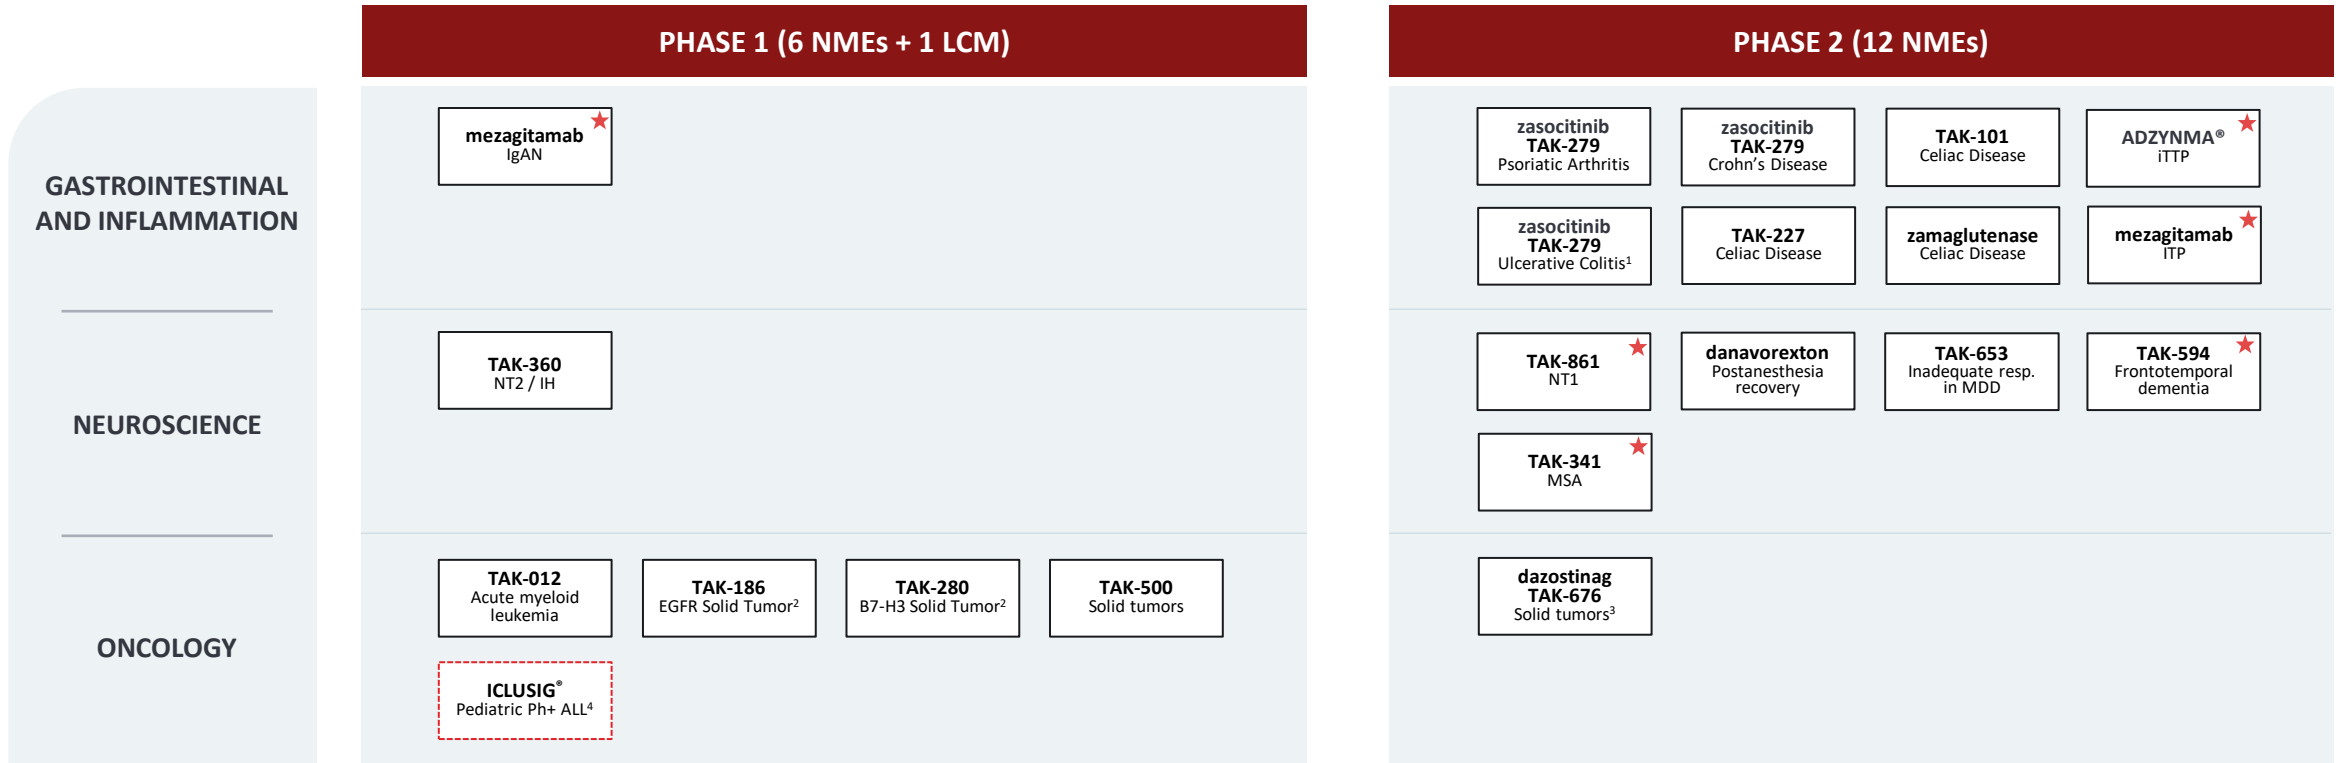 PHASE 1 (6 NMEs + 1 LCM)
PHASE 2 (12 NMEs)
GASTROINTESTINAL
AND INFLAMMATION
mezagitamab
IgAN
zasocitinib
TAK-279
Psoriatic Arthritis
zasocitinib
TAK-279
Crohn’s Disease
TAK-101
Celiac Disease
ADZYNMA®
iTTP
zasocitinib
TAK-279
Ulcerative Colitis¹
TAK-227
Celiac Disease
zamaglutenase
Celiac Disease
mezagitamab
ITP
NEUROSCIENCE
TAK-360
NT2 / IH
TAK-861
NT1
danavorexton
Postanesthesia
recovery
TAK-653
Inadequate resp.
in MDD
TAK-594
Frontotemporal
dementia
TAK-341
MSA
ONCOLOGY
TAK-012
Acute myeloid
leukemia
TAK-186
EGFR Solid Tumor²
TAK-280
B7-H3 Solid Tumor²
TAK-500
Solid tumors
ICLUSIG®
Pediatric Ph+ ALL⁴
dazostinag
TAK-676
Solid tumors³